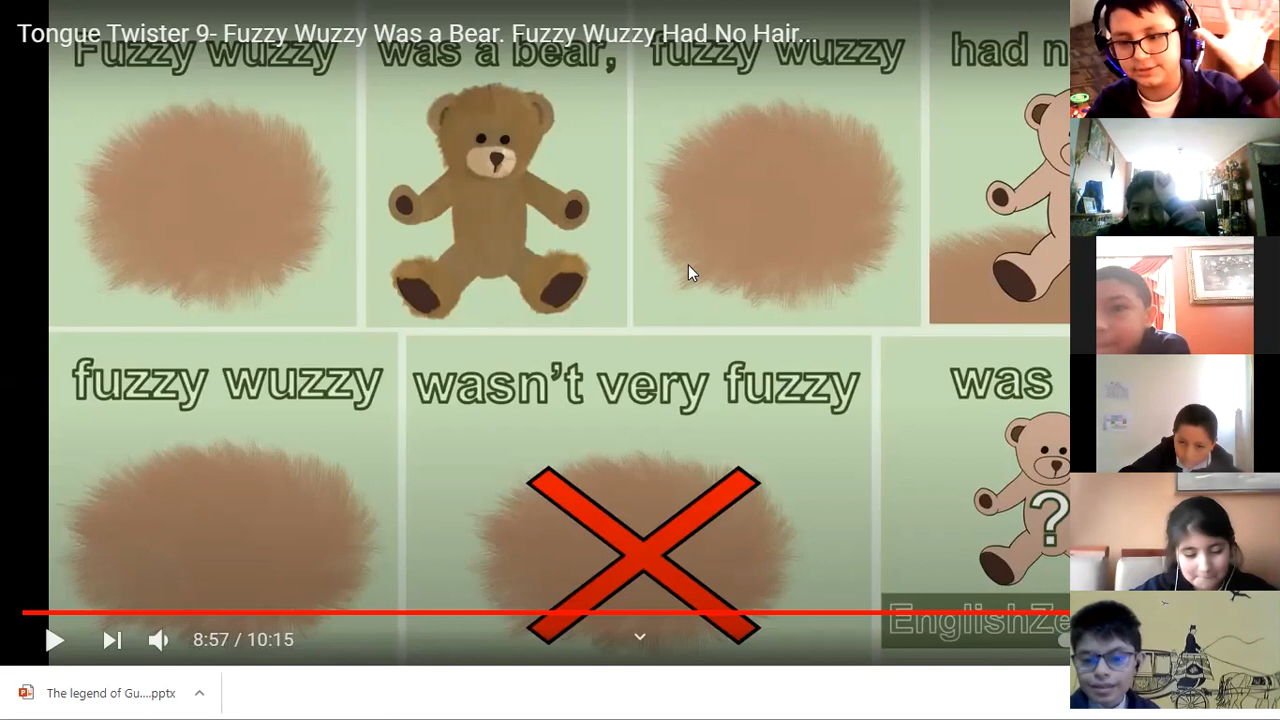 Tongue Twister 9- Fuzzy Wuzzy Was a Bear. Fuzzy Wuzzy Had No Hair...
Fuzzy wuzzy was a bear, fuzzy wuzzy had n
fuzzy wuzzy wasn't very fuzzy was
?
EnglishZe
8:57 / 10:15
The legend of Gu....pptx